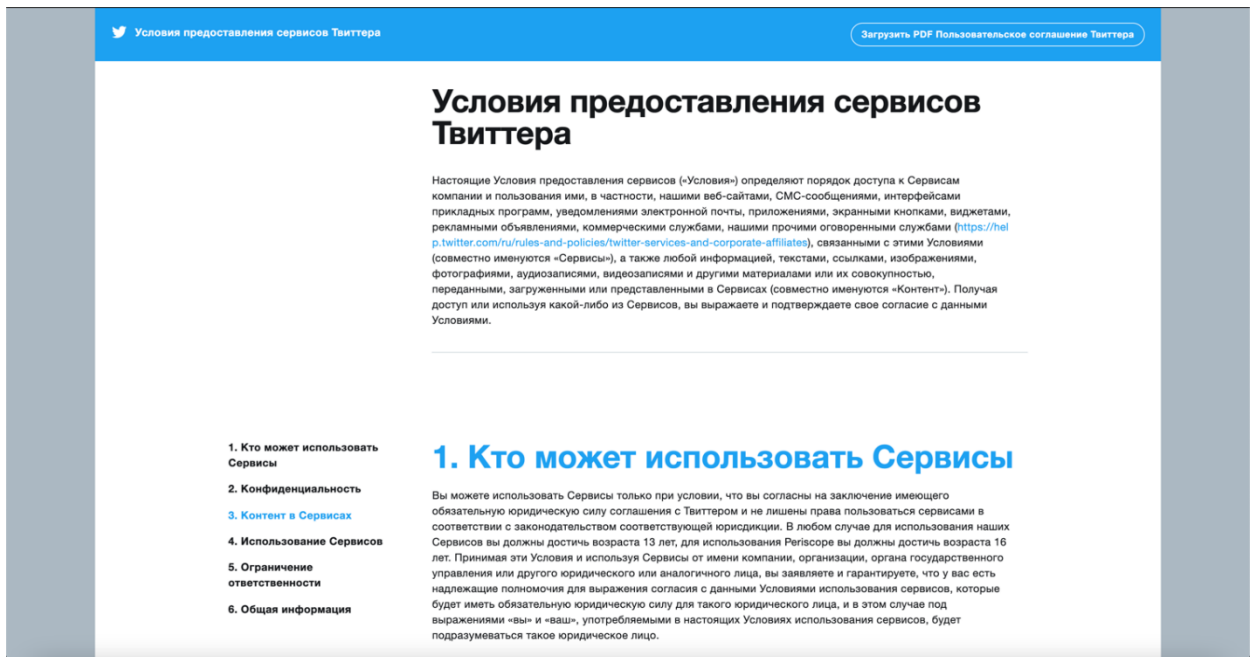 Условия предоставления сервисов Твиттера
Загрузить PDF Пользовательское соглашение Твиттера
Условия предоставления сервисов
Твиттера
Настоящие Условия предоставления сервисов («Условия») определяют порядок доступа к Сервисам
компании и пользования ими, в частности, нашими веб-сайтами, СМС-сообщениями, интерфейсами
прикладных программ, уведомлениями электронной почты, приложениями, экранными кнопками, виджетами,
рекламными объявлениями, коммерческими службами, нашими прочими оговоренными службами (https://hel
p.twitter.com/ru/rules-and-policies/twitter-services-and-corporate-affiliates), связанными с этими Условиями
(совместно именуются «Сервисы»), а также любой информацией, текстами, ссылками, изображениями,
фотографиями, аудиозаписями, видеозаписями и другими материалами или их совокупностью,
переданными, загруженными или представленными в Сервисах (совместно именуются «Контент»). Получая
доступ или используя какой-либо из Сервисов, вы выражаете и подтверждаете свое согласие с данными
Условиями.
1. Кто может использовать
Сервисы
2. Конфиденциальность
3. Контент в Сервисах
4. Использование Сервисов
5. Ограничение
ответственности
6. Общая информация
1. Кто может использовать Сервисы
Вы можете использовать Сервисы только при условии, что вы согласны на заключение имеющего
обязательную юридическую силу соглашения с Твиттером и не лишены права пользоваться сервисами в
соответствии с законодательством соответствующей юрисдикции. В любом случае для использования наших
Сервисов вы должны достичь возраста 13 лет, для использования Periscope вы должны достичь возраста 16
лет. Принимая эти Условия и используя Сервисы от имени компании, организации, органа государственного
управления или другого юридического или аналогичного лица, вы заявляете и гарантируете, что у вас есть
надлежащие полномочия для выражения согласия с данными Условиями использования сервисов, которые
будет иметь обязательную юридическую силу для такого юридического лица, и в этом случае под
выражениями «вы» и «ваш», употребляемыми в настоящих Условиях использования сервисов, будет
подразумеваться такое юридическое лицо.